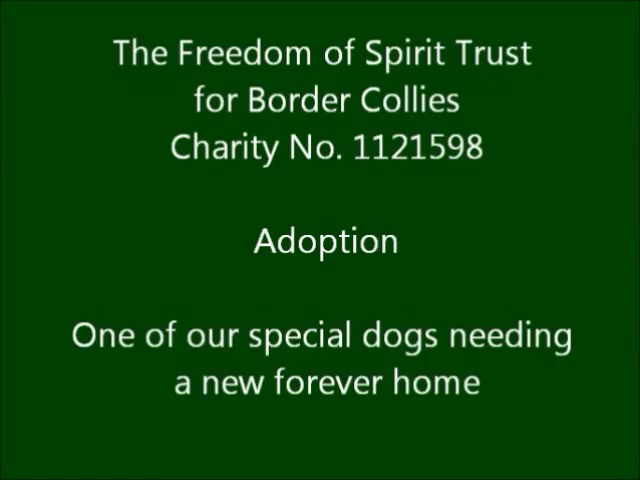 The Freedom of Spirit Trust
for Border Collies
Charity No. 1121598
Adoption
One of our special dogs needing
a new forever home